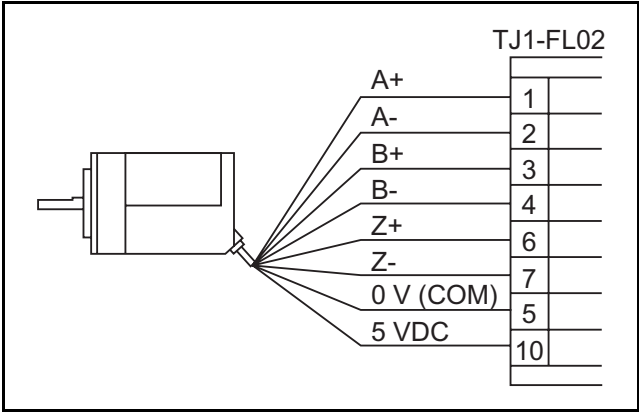 TJ1-FL02
A+ 1
A- 2
B+ 3
B- 4
Z+ 6
Z- 7
0 V (COM) 5
5 VDC 10